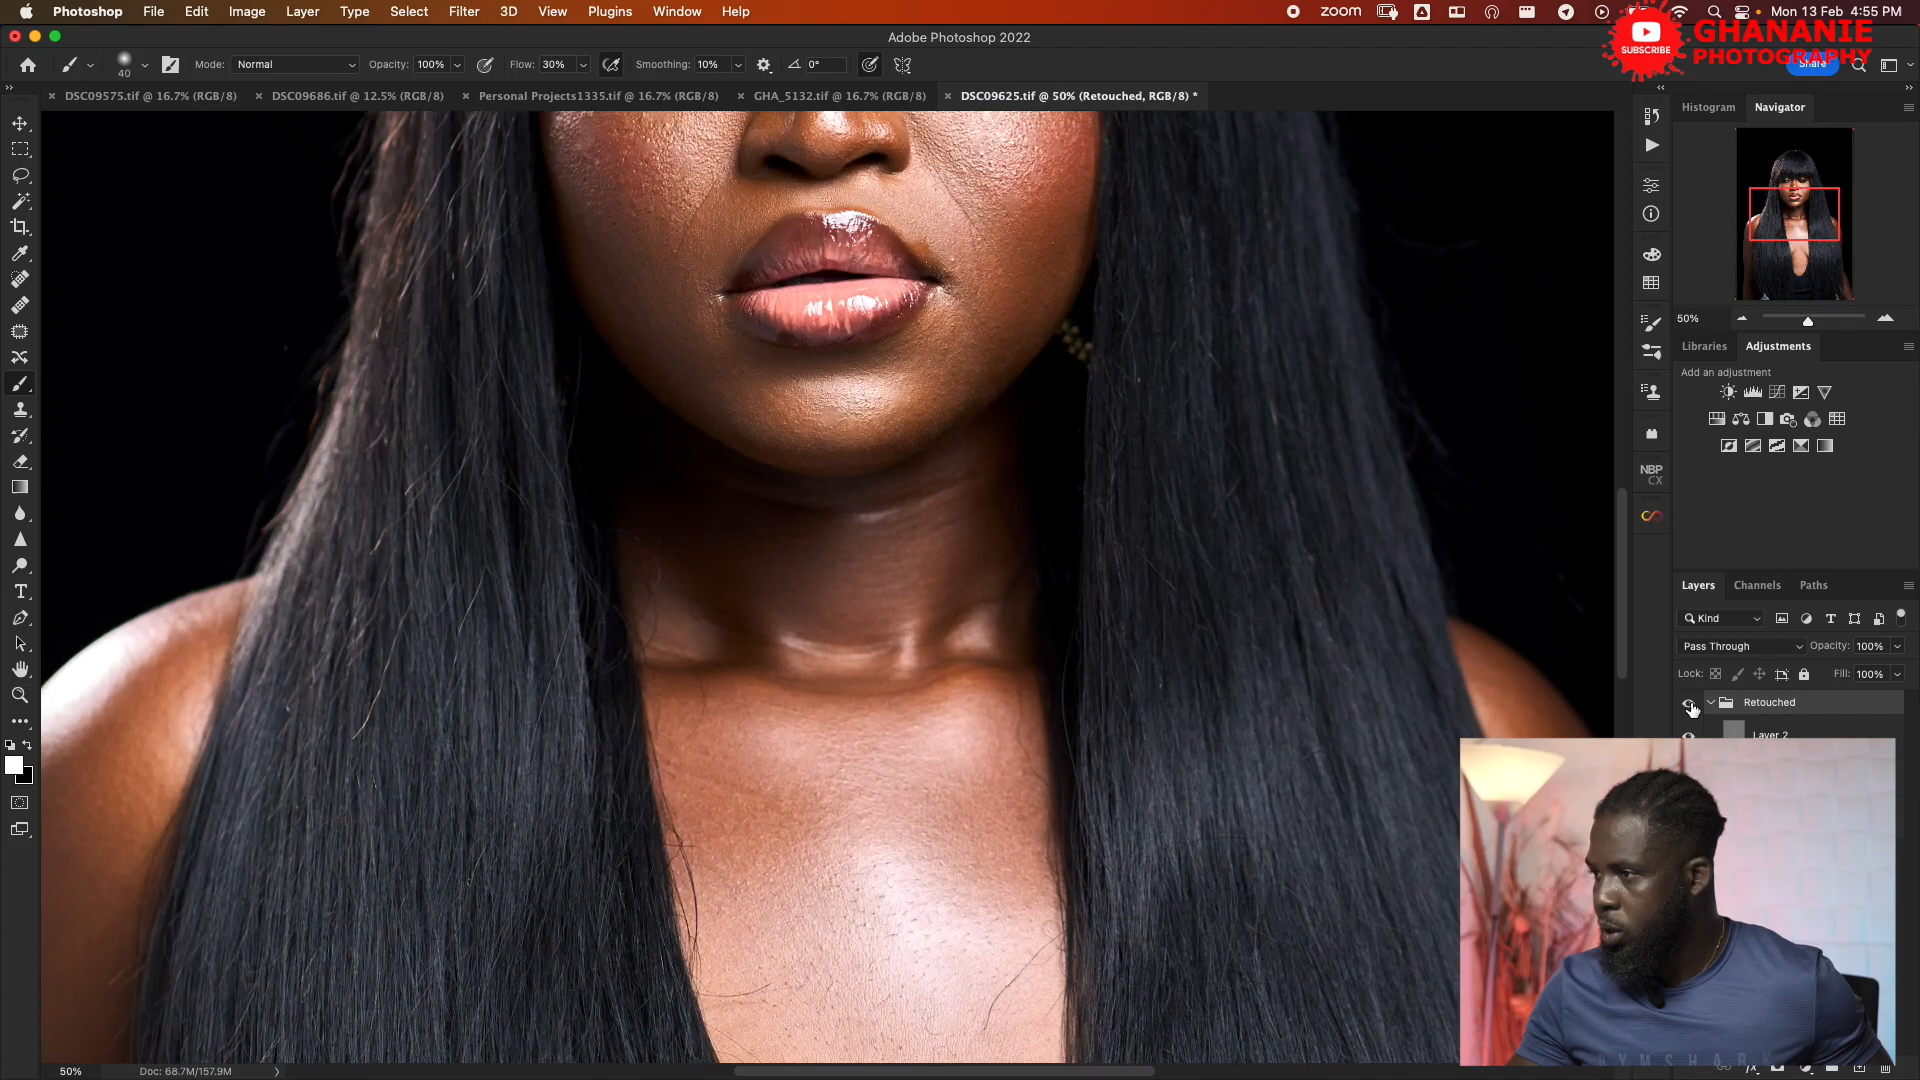 Photoshop File Edit Image Layer Type Select Filter 3D View Plugins Window Help zoom Mon 13 Feb 4:55 PM
Adobe Photoshop 2022
SUBSCRIBE
GHANANIE
PHOTOGRAPHY
40 Mode: Normal Opacity: 100% Flow: 30% Smoothing: 10% 0° Share
DSC09575.tif @ 16.7% (RGB/8) DSC09686.tif @ 12.5% (RGB/8) Personal Projects1335.tif @ 16.7% (RGB/8) GHA_5132.tif @ 16.7% (RGB/8) DSC09625.tif @ 50% (Retouched, RGB/8) *
Histogram Navigator
50%
Libraries Adjustments
Add an adjustment
NBP
CX
Layers Channels Paths
Kind
Pass Through Opacity: 100%
Lock: Fill: 100%
Retouched
Layer 2
GYMSHARK
50% Doc: 68.7M/157.9M